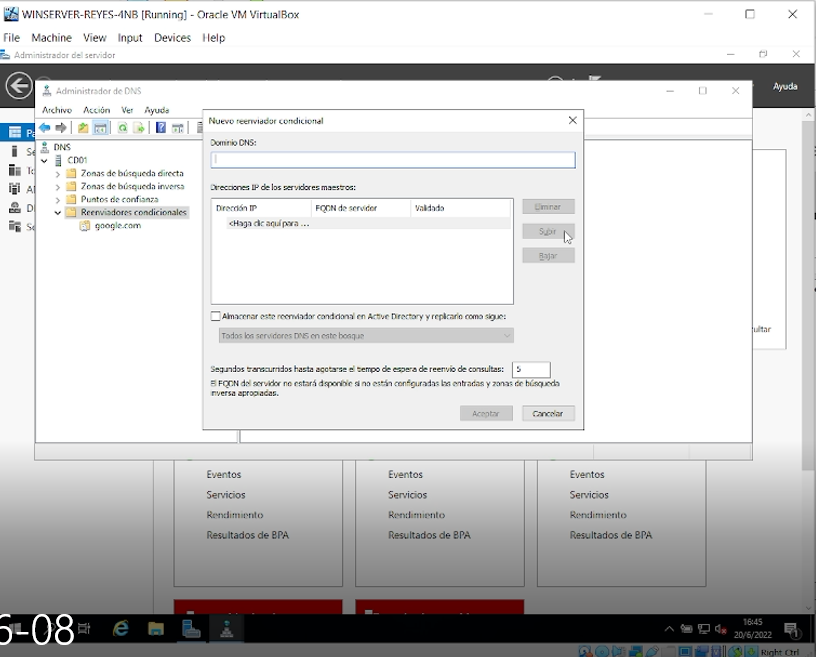 WINSERVER-REYES-4NB [Running] - Oracle VM VirtualBox
File Machine View Input Devices Help
Administrador del servidor
Ayuda
Administrador de DNS
Archivo Acción Ver Ayuda
DNS
CD01
Zonas de búsqueda directa
Zonas de búsqueda inversa
Puntos de confianza
Reenviadores condicionales
google.com
Nuevo reenviador condicional
Dominio DNS:
Direcciones IP de los servidores maestros:
Dirección IP FQDN de servidor Validado
<Haga clic aquí para ...
Eliminar
Subir
Bajar
Almacenar este reenviador condicional en Active Directory y replicarlo como sigue:
Todos los servidores DNS en este bosque
Segundos transcurridos hasta agotarse el tiempo de espera de reenvío de consultas: 5
El FQDN del servidor no estará disponible si no están configuradas las entradas y zonas de búsqueda
inversa apropiadas.
Aceptar Cancelar
Eventos Eventos Eventos
Servicios Servicios Servicios
Rendimiento Rendimiento Rendimiento
Resultados de BPA Resultados de BPA Resultados de BPA
6-08
16:45
20/6/2022
1
Right Ctrl